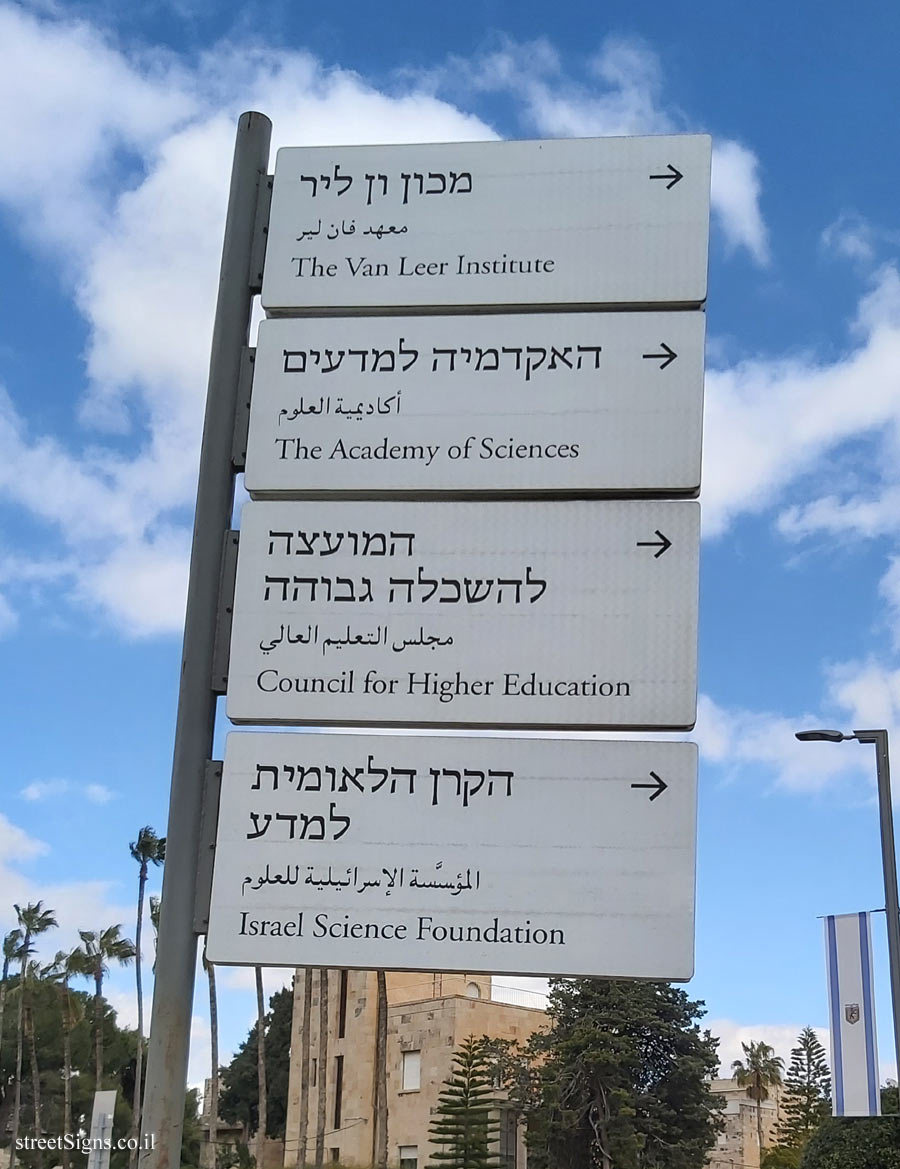 מכון ון ליר →
معهد فان لير
The Van Leer Institute
האקדמיה למדעים →
أكاديمية العلوم
The Academy of Sciences
המועצה →
להשכלה גבוהה
مجلس التعليم العالي
Council for Higher Education
הקרן הלאומית →
למדע
المؤسَّسة الإسرائيلية للعلوم
Israel Science Foundation
streetSigns.co.il